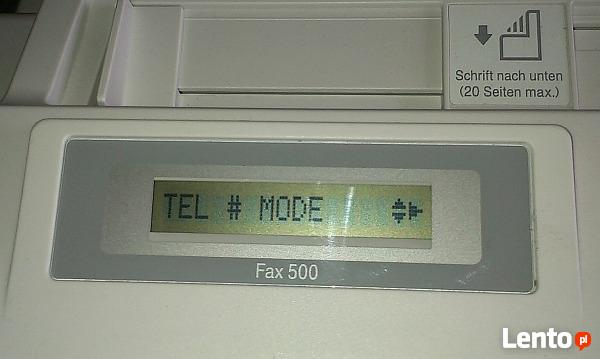 Schrift nach unten
(20 Seiten max.)
TEL # MODE
Fax 500
Lento pl